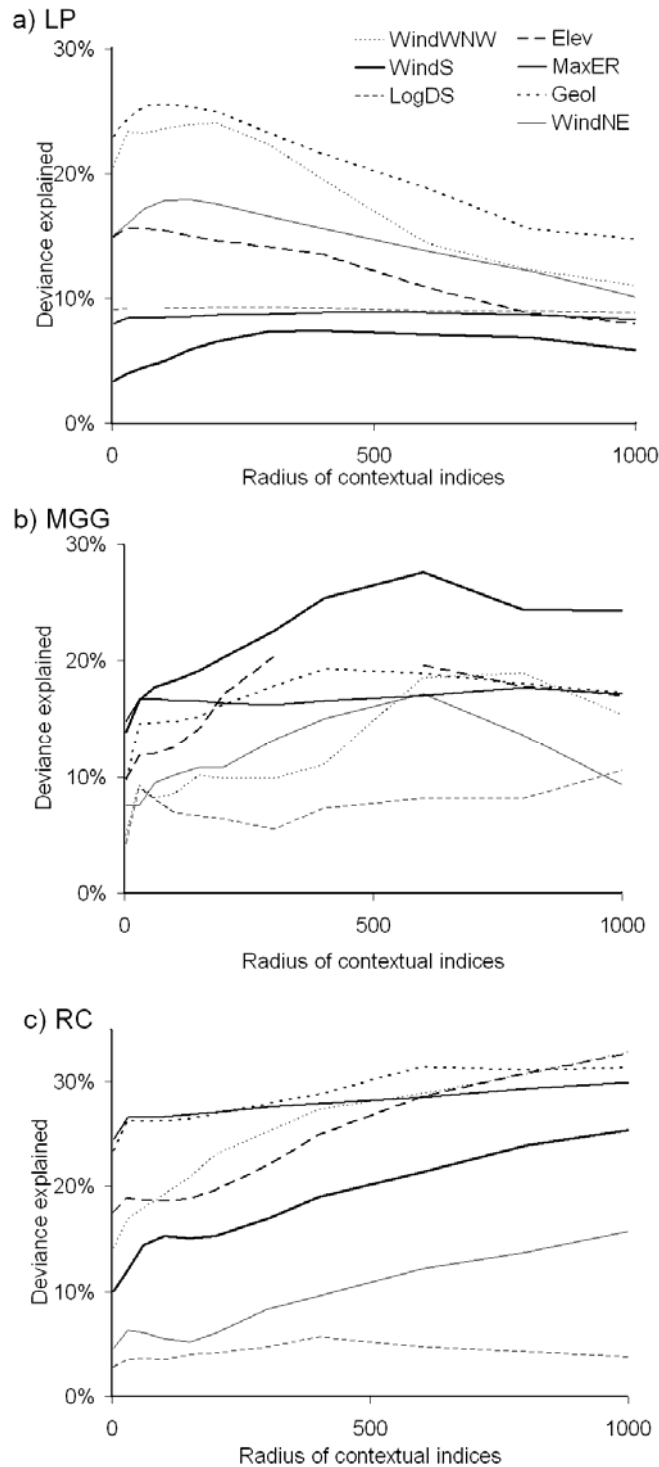 a) LP
30%
20%
10%
0%
Deviance explained
WindWNW
WindS
LogDS
Elev
MaxER
Geol
WindNE
0
500
1000
Radius of contextual indices
b) MGG
30%
20%
10%
0%
Deviance explained
0
500
1000
Radius of contextual indices
c) RC
30%
20%
10%
0%
Deviance explained
0
500
1000
Radius of contextual indices